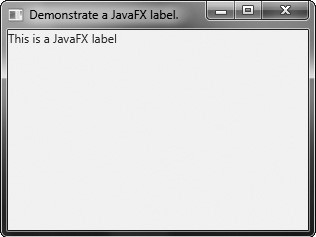 Demonstrate a JavaFX label.
This is a JavaFX label